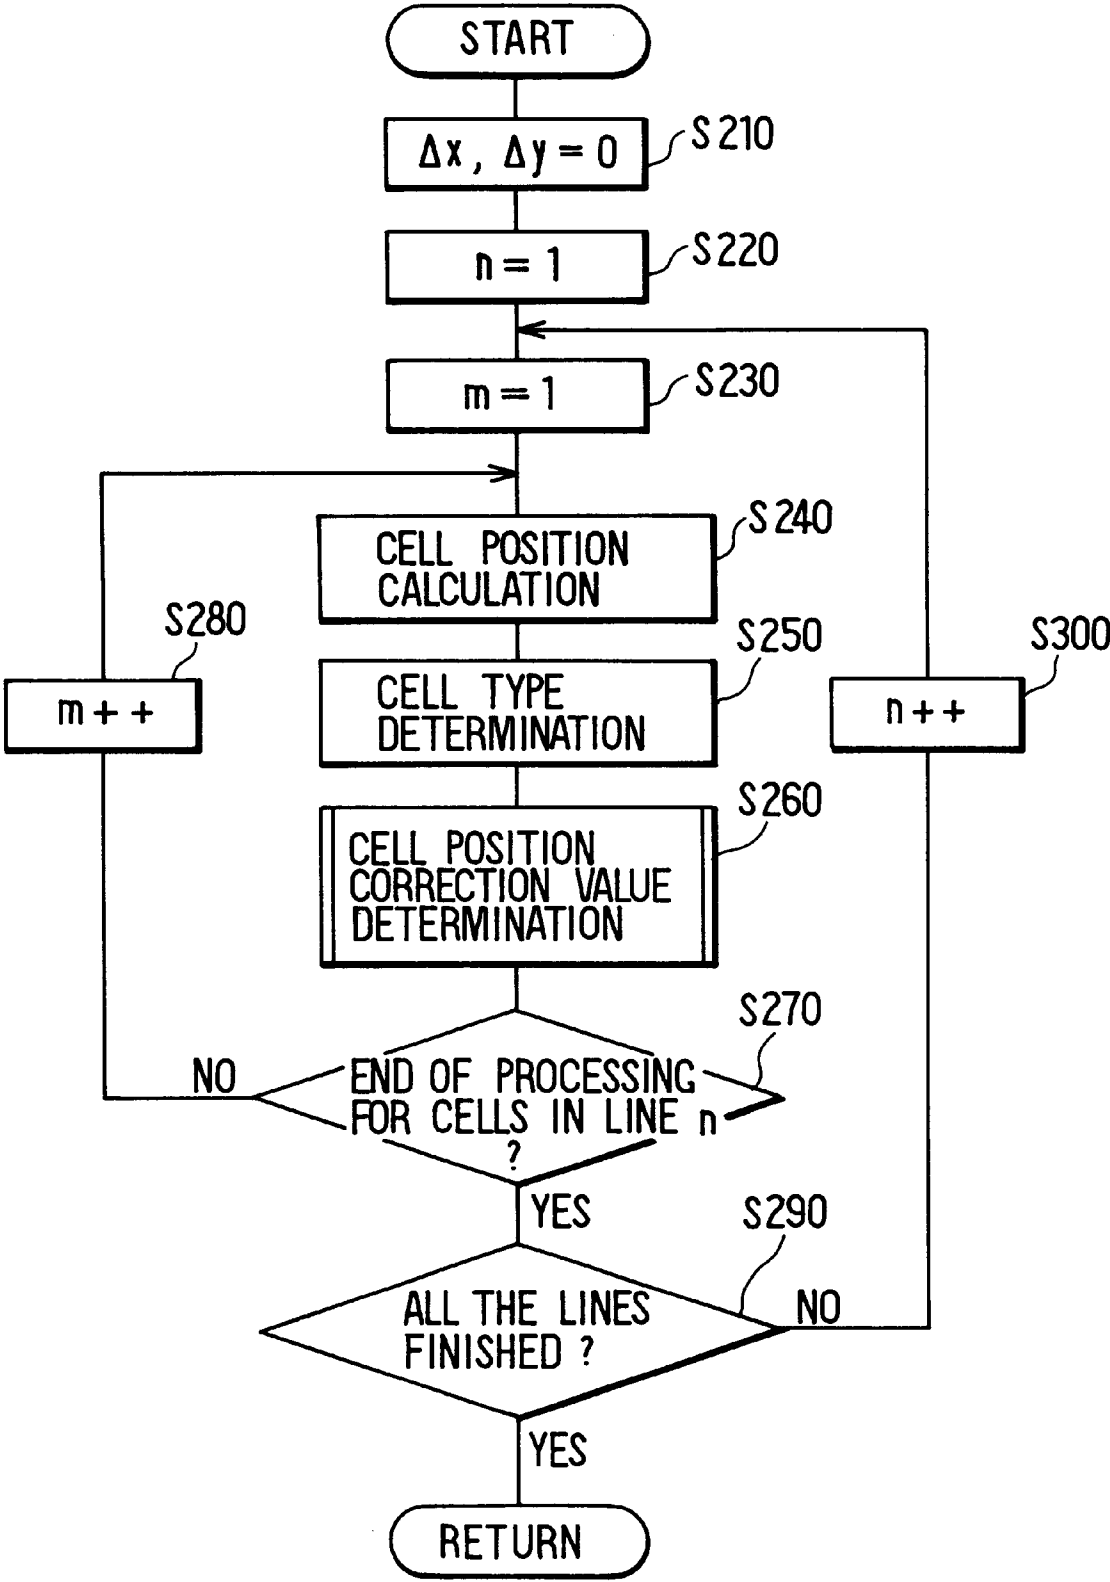 START
Δx, Δy = 0
S210
n = 1
S220
m = 1
S230
CELL POSITION
CALCULATION
S240
S280
m + +
CELL TYPE
DETERMINATION
S250
n + +
S300
CELL POSITION
CORRECTION VALUE
DETERMINATION
S260
S270
NO
END OF PROCESSING
FOR CELLS IN LINE n
?
YES
S290
ALL THE LINES
FINISHED ?
NO
YES
RETURN